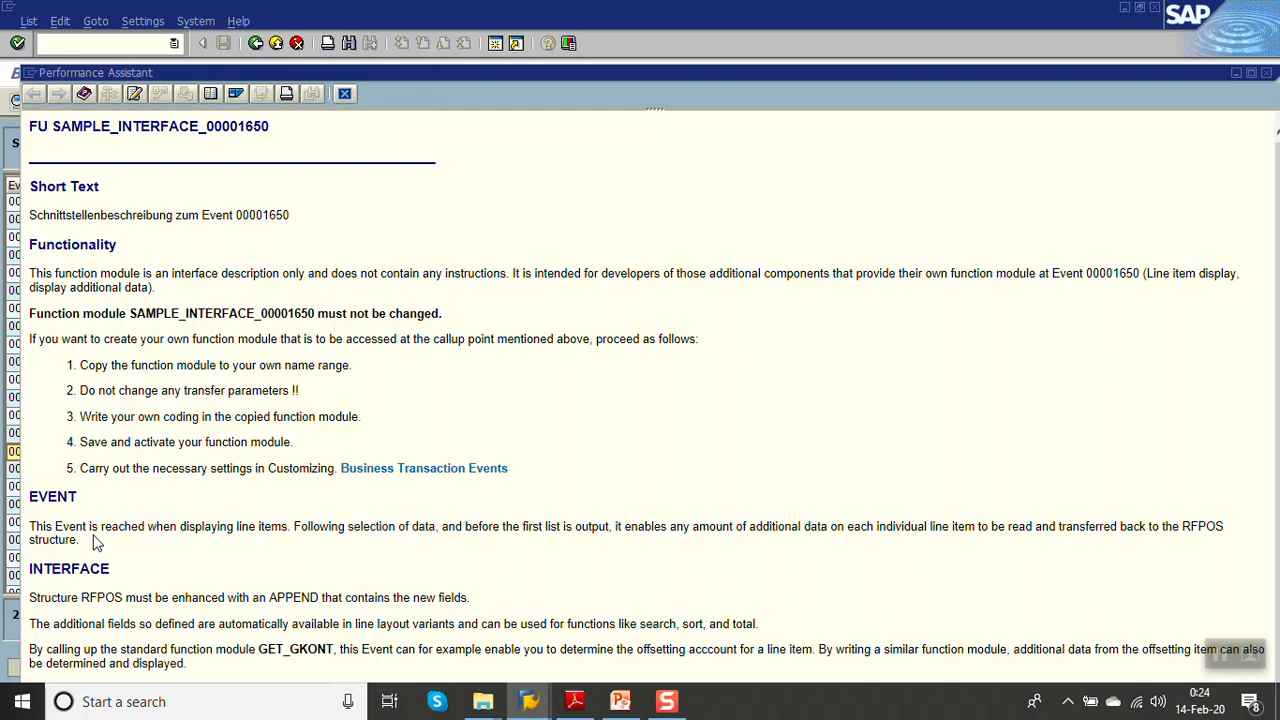 List Edit Goto Settings System Help
SAP
Performance Assistant
FU SAMPLE_INTERFACE_00001650
Short Text
Schnittstellenbeschreibung zum Event 00001650
Functionality
This function module is an interface description only and does not contain any instructions. It is intended for developers of those additional components that provide their own function module at Event 00001650 (Line item display,
display additional data).
Function module SAMPLE_INTERFACE_00001650 must not be changed.
If you want to create your own function module that is to be accessed at the callup point mentioned above, proceed as follows:
1. Copy the function module to your own name range.
2. Do not change any transfer parameters !!
3. Write your own coding in the copied function module.
4. Save and activate your function module.
5. Carry out the necessary settings in Customizing. Business Transaction Events
EVENT
This Event is reached when displaying line items. Following selection of data, and before the first list is output, it enables any amount of additional data on each individual line item to be read and transferred back to the RFPOS
structure.
INTERFACE
Structure RFPOS must be enhanced with an APPEND that contains the new fields.
The additional fields so defined are automatically available in line layout variants and can be used for functions like search, sort, and total.
By calling up the standard function module GET_GKONT, this Event can for example enable you to determine the offsetting acccount for a line item. By writing a similar function module, additional data from the offsetting item can also
be determined and displayed.
Start a search
0:24
14-Feb-20
8